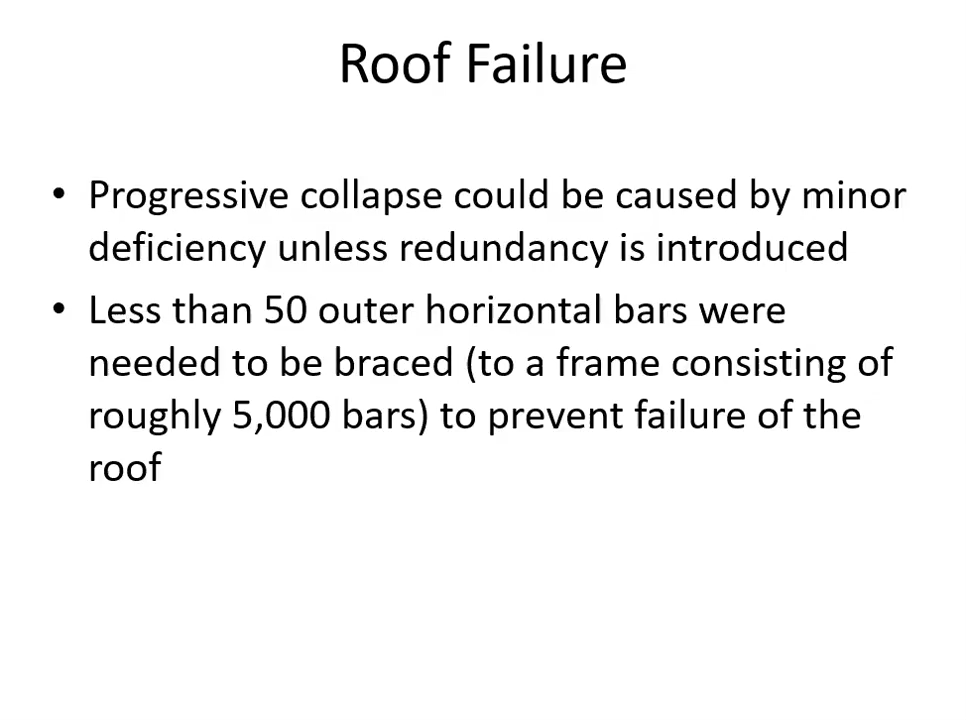 Roof Failure
• Progressive collapse could be caused by minor
deficiency unless redundancy is introduced
• Less than 50 outer horizontal bars were
needed to be braced (to a frame consisting of
roughly 5,000 bars) to prevent failure of the
roof